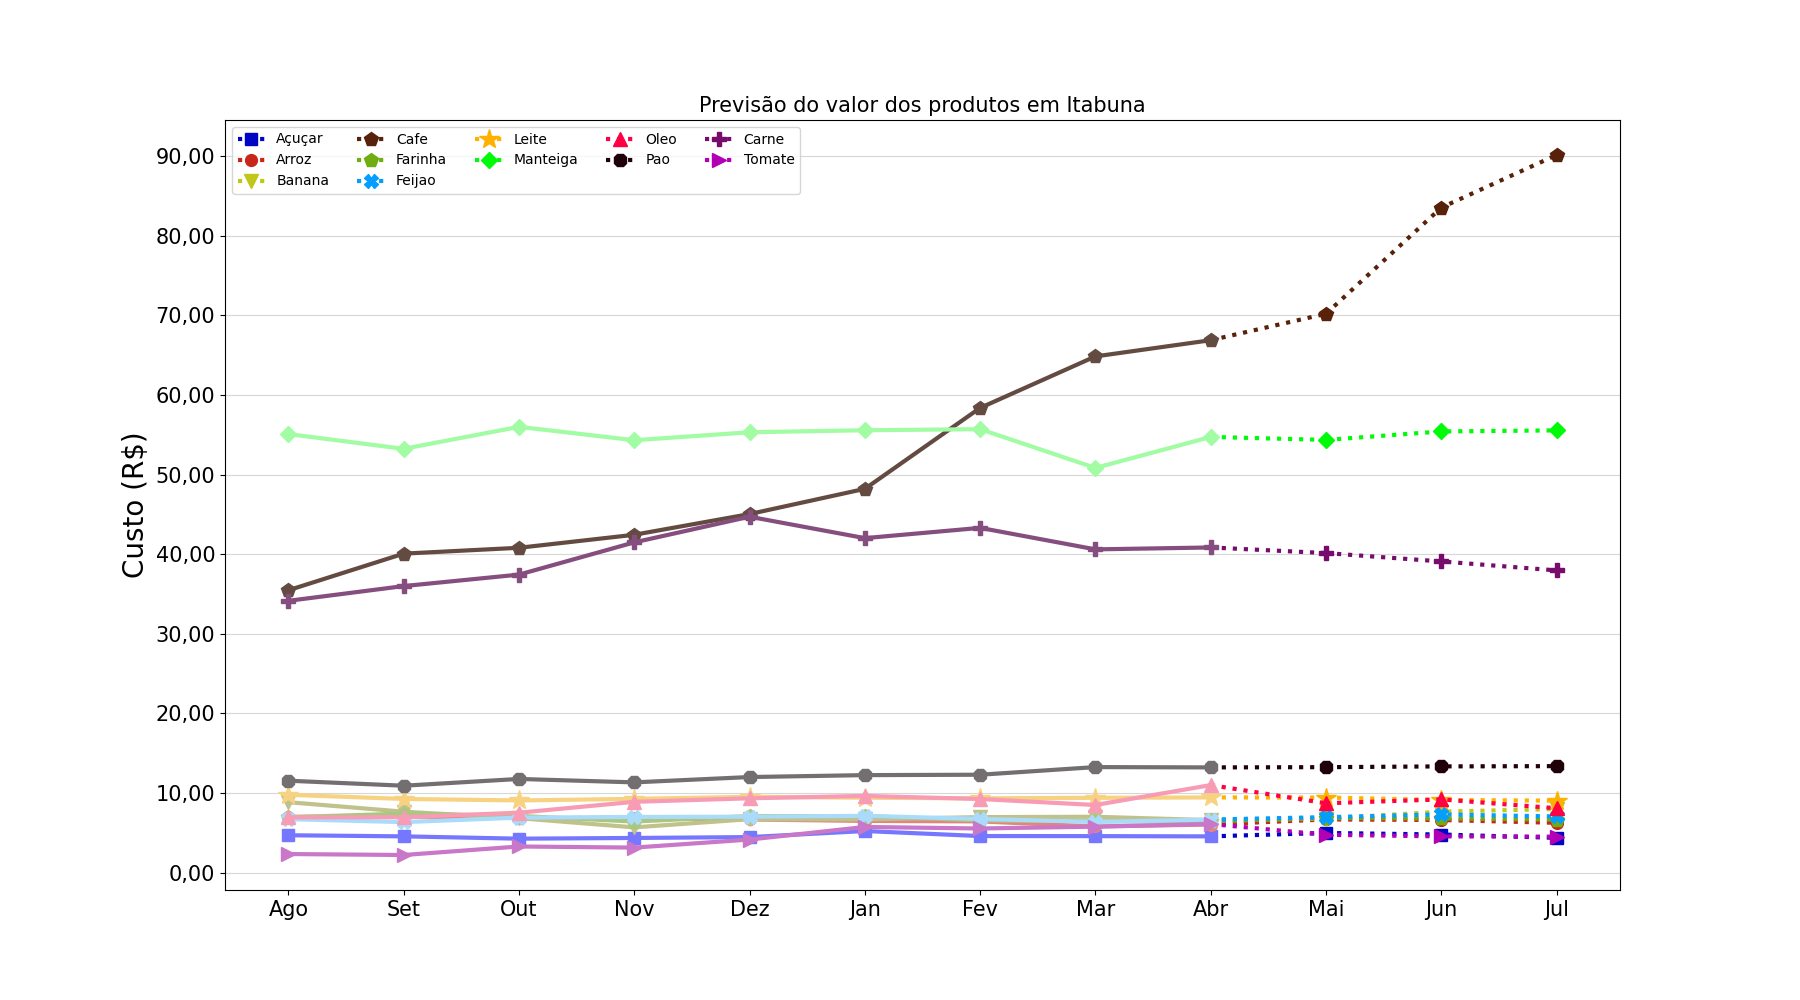 Previsão do valor dos produtos em Itabuna
Açuçar Cafe Leite Oleo Carne
Arroz Farinha Manteiga Pao Tomate
Banana Feijao
Custo (R$)
90,00
80,00
70,00
60,00
50,00
40,00
30,00
20,00
10,00
0,00
Ago Set Out Nov Dez Jan Fev Mar Abr Mai Jun Jul